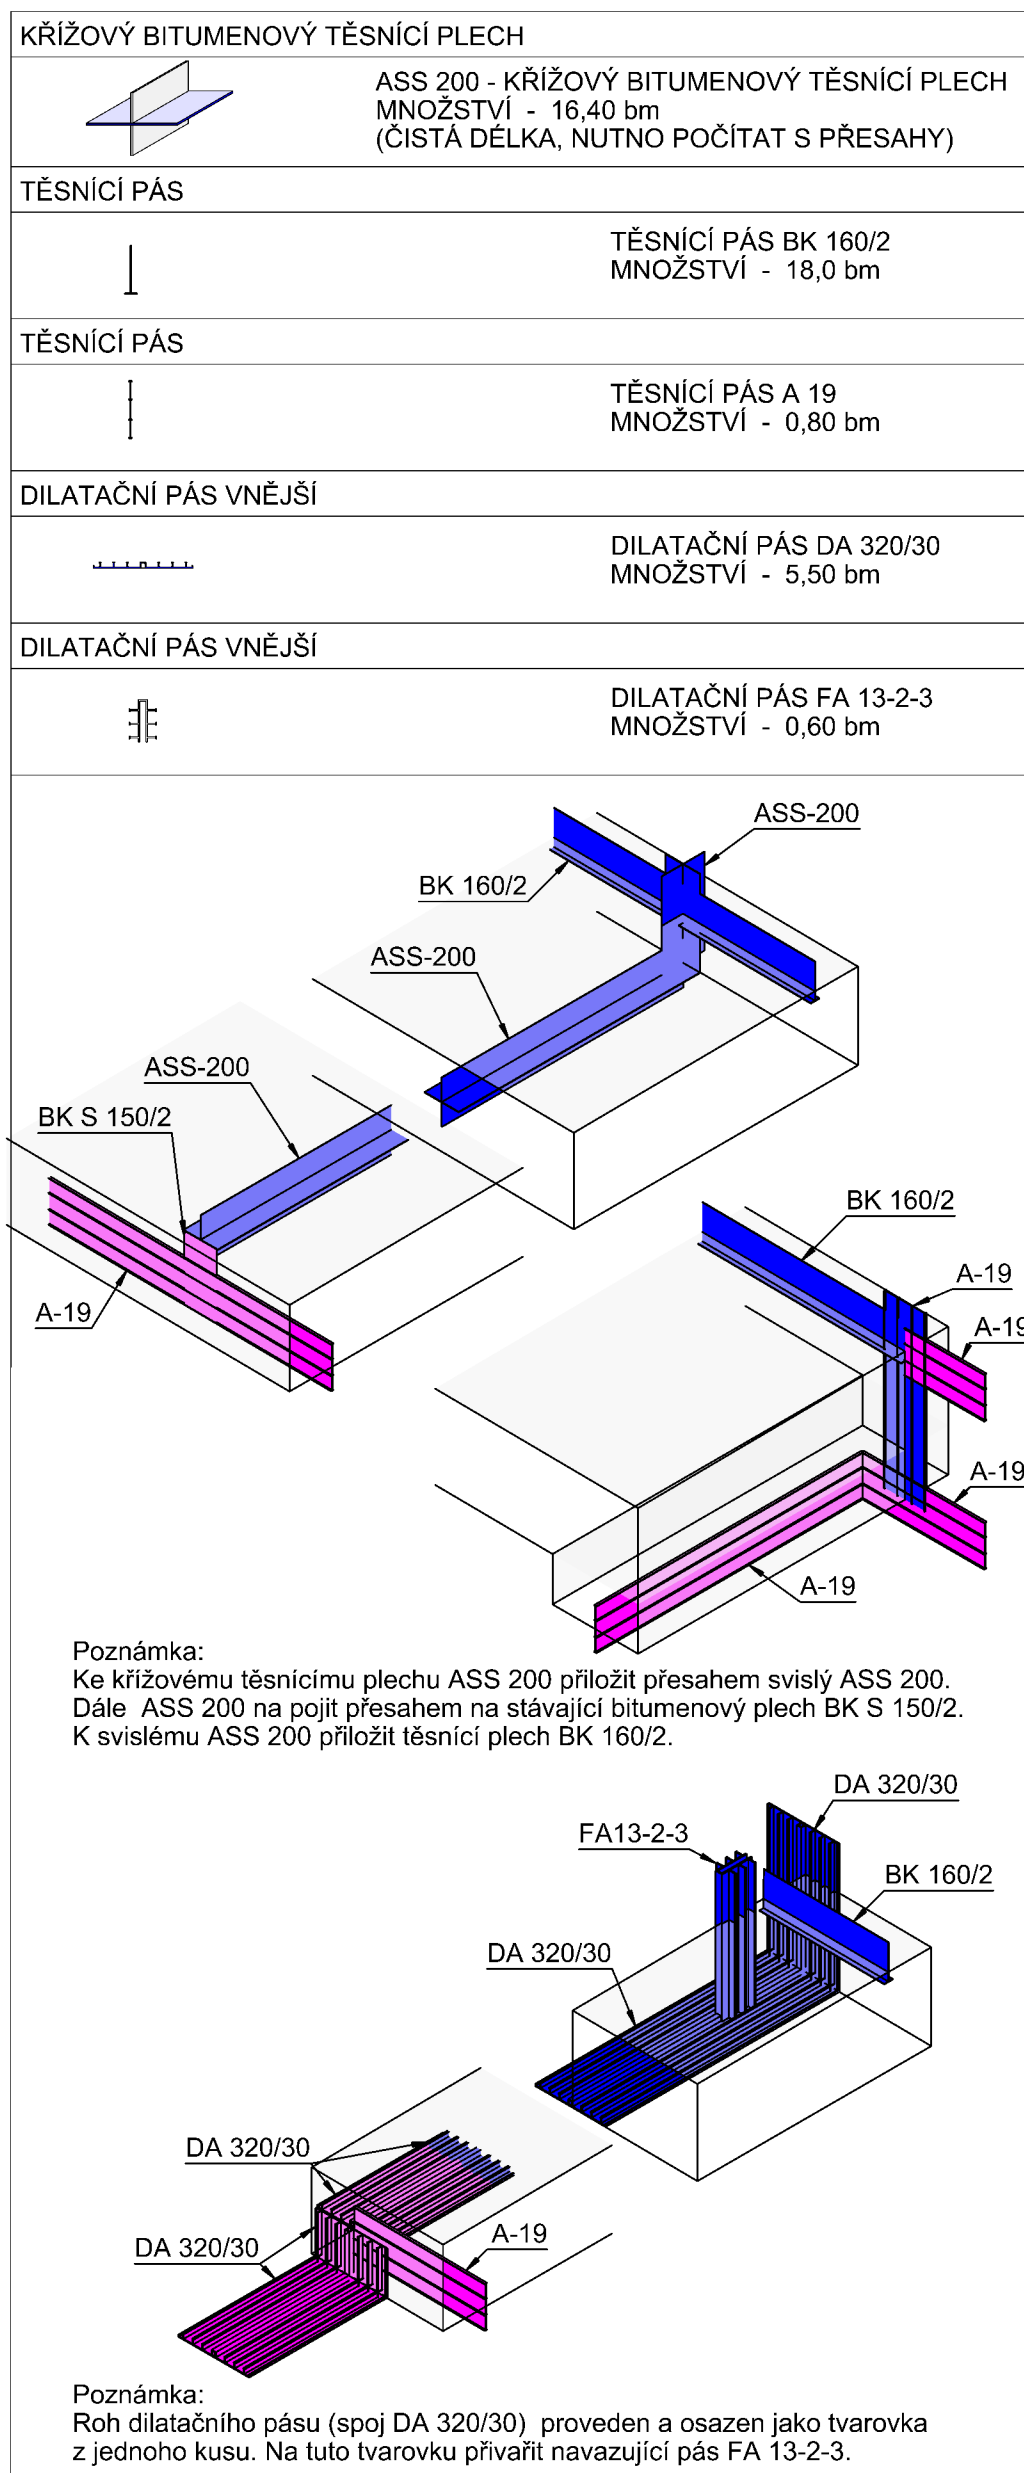 KŘÍŽOVÝ BITUMENOVÝ TĚSNÍCÍ PLECH
ASS 200 - KŘÍŽOVÝ BITUMENOVÝ TĚSNÍCÍ PLECH
MNOŽSTVÍ - 16,40 bm
(ČISTÁ DÉLKA, NUTNO POČÍTAT S PŘESAHY)
TĚSNÍCÍ PÁS
TĚSNÍCÍ PÁS BK 160/2
MNOŽSTVÍ - 18,0 bm
TĚSNÍCÍ PÁS
TĚSNÍCÍ PÁS A 19
MNOŽSTVÍ - 0,80 bm
DILATAČNÍ PÁS VNĚJŠÍ
DILATAČNÍ PÁS DA 320/30
MNOŽSTVÍ - 5,50 bm
DILATAČNÍ PÁS VNĚJŠÍ
DILATAČNÍ PÁS FA 13-2-3
MNOŽSTVÍ - 0,60 bm
ASS-200
BK 160/2
ASS-200
ASS-200
BK S 150/2
A-19
BK 160/2
A-19
A-19
A-19
A-19
Poznámka:
Ke křížovému těsnícímu plechu ASS 200 přiložit přesahem svislý ASS 200.
Dále ASS 200 na pojit přesahem na stávající bitumenový plech BK S 150/2.
K svislému ASS 200 přiložit těsnící plech BK 160/2.
DA 320/30
FA13-2-3
BK 160/2
DA 320/30
DA 320/30
A-19
DA 320/30
Poznámka:
Roh dilatačního pásu (spoj DA 320/30) proveden a osazen jako tvarovka
z jednoho kusu. Na tuto tvarovku přivařit navazující pás FA 13-2-3.